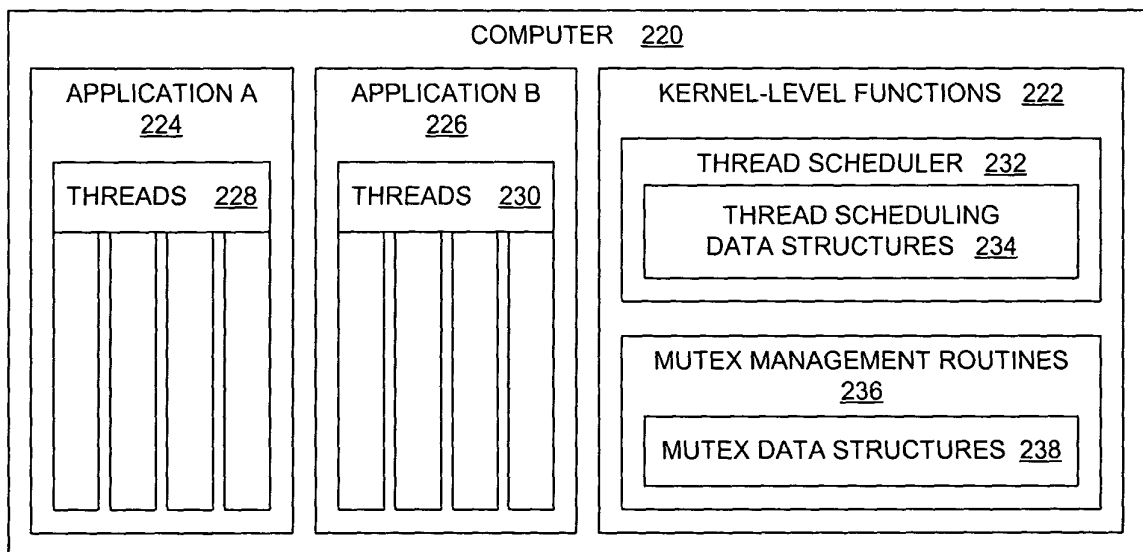 COMPUTER 220
APPLICATION A
224
THREADS 228
APPLICATION B
226
THREADS 230
KERNEL-LEVEL FUNCTIONS 222
THREAD SCHEDULER 232
THREAD SCHEDULING
DATA STRUCTURES 234
MUTEX MANAGEMENT ROUTINES
236
MUTEX DATA STRUCTURES 238